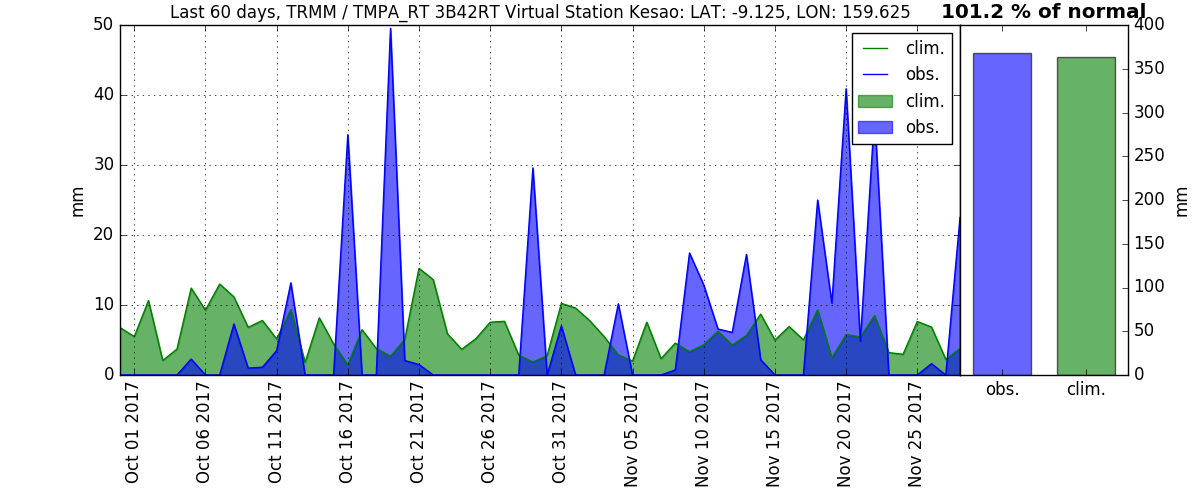 Last 60 days, TRMM / TMPA_RT 3B42RT Virtual Station Kesao: LAT: -9.125, LON: 159.625
101.2 % of normal
50
40
30
20
10
0
mm
clim.
obs.
clim.
obs.
400
350
300
250
200
150
100
50
0
mm
obs.
clim.
Oct 01 2017
Oct 06 2017
Oct 11 2017
Oct 16 2017
Oct 21 2017
Oct 26 2017
Oct 31 2017
Nov 05 2017
Nov 10 2017
Nov 15 2017
Nov 20 2017
Nov 25 2017